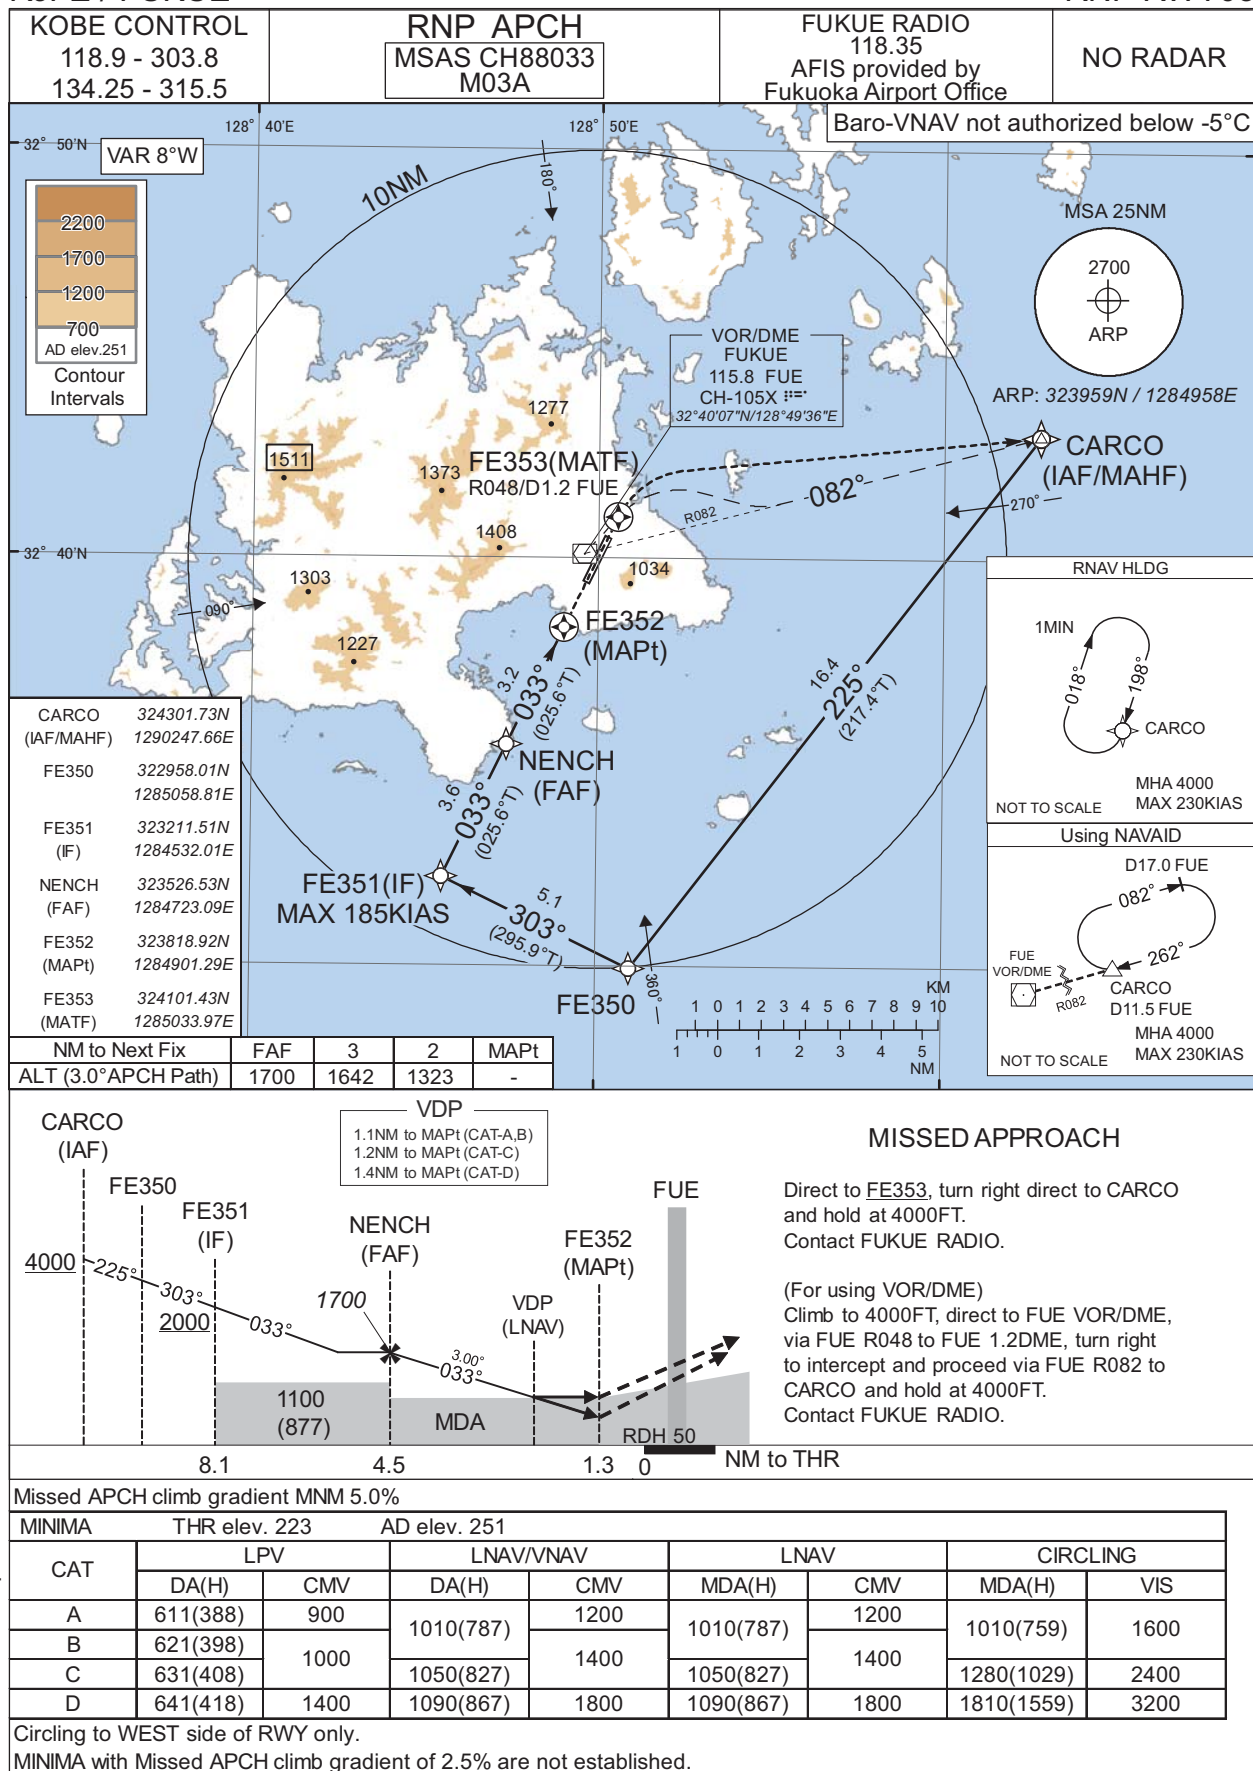 KOBE CONTROL
118.9 - 303.8
134.25 - 315.5
RNP APCH
MSAS CH88033
M03A
FUKUE RADIO
118.35
AFIS provided by
Fukuoka Airport Office
NO RADAR
Baro-VNAV not authorized below -5°C
128° 40'E
128° 50'E
32° 50'N
VAR 8°W
10NM
180°
2200
1700
1200
700
AD elev.251
Contour
Intervals
MSA 25NM
2700
ARP
ARP: 323959N / 1284958E
VOR/DME
FUKUE
115.8 FUE
CH-105X
32°40'07"N/128°49'36"E
1277
1511
1373
FE353(MATF)
R048/D1.2 FUE
CARCO
(IAF/MAHF)
082°
R082
270°
1408
32° 40'N
1303
1034
090°
FE352
(MAPt)
1227
RNAV HLDG
1MIN
018°
198°
CARCO
MHA 4000
MAX 230KIAS
NOT TO SCALE
16.4
225°
(217.4°T)
3.2
033°
(025.6°T)
NENCH
(FAF)
3.6
033°
(025.6°T)
CARCO 324301.73N
(IAF/MAHF) 1290247.66E
FE350 322958.01N
1285058.81E
FE351 323211.51N
(IF) 1284532.01E
NENCH 323526.53N
(FAF) 1284723.09E
FE352 323818.92N
(MAPt) 1284901.29E
FE353 324101.43N
(MATF) 1285033.97E
FE351(IF)
MAX 185KIAS
5.1
303°
(295.9°T)
FE350
360°
Using NAVAID
D17.0 FUE
082°
262°
FUE
VOR/DME
R082
CARCO
D11.5 FUE
MHA 4000
MAX 230KIAS
NOT TO SCALE
KM
1 0 1 2 3 4 5 6 7 8 9 10
1 0 1 2 3 4 5
NM
NM to Next Fix FAF 3 2 MAPt
ALT (3.0°APCH Path) 1700 1642 1323 -
VDP
1.1NM to MAPt (CAT-A,B)
1.2NM to MAPt (CAT-C)
1.4NM to MAPt (CAT-D)
CARCO
(IAF)
FE350
FE351
(IF)
NENCH
(FAF)
FE352
(MAPt)
FUE
4000
225°
303°
2000
033°
1700
VDP
(LNAV)
3.00°
033°
1100
(877)
MDA
RDH 50
8.1 4.5 1.3 0 NM to THR
MISSED APPROACH
Direct to FE353, turn right direct to CARCO
and hold at 4000FT.
Contact FUKUE RADIO.
(For using VOR/DME)
Climb to 4000FT, direct to FUE VOR/DME,
via FUE R048 to FUE 1.2DME, turn right
to intercept and proceed via FUE R082 to
CARCO and hold at 4000FT.
Contact FUKUE RADIO.
Missed APCH climb gradient MNM 5.0%
MINIMA THR elev. 223 AD elev. 251
CAT LPV LNAV/VNAV LNAV CIRCLING
DA(H) CMV DA(H) CMV MDA(H) CMV MDA(H) VIS
A 611(388) 900 1010(787) 1200 1010(787) 1200 1010(759) 1600
B 621(398) 1000 1400 1400
C 631(408) 1050(827) 1050(827) 1280(1029) 2400
D 641(418) 1400 1090(867) 1800 1090(867) 1800 1810(1559) 3200
Circling to WEST side of RWY only.
MINIMA with Missed APCH climb gradient of 2.5% are not established.